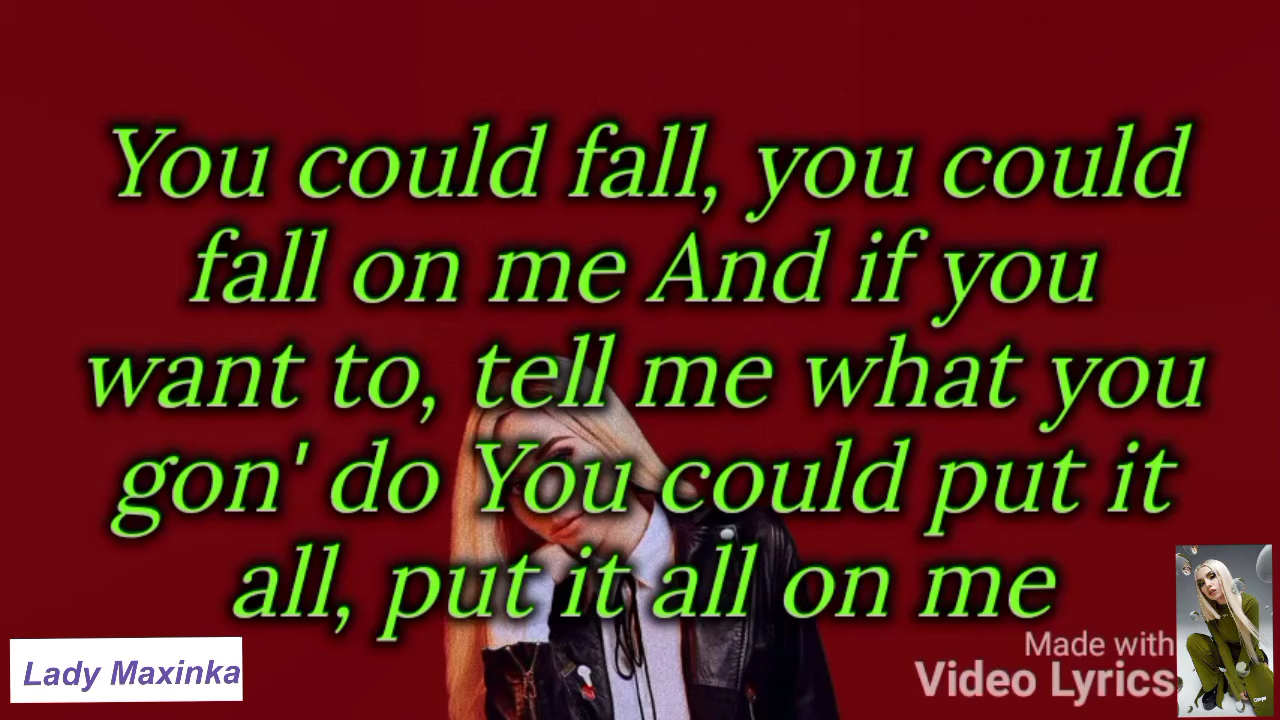 You could fall, you could
fall on me And if you
want to, tell me what you
gon' do You could put it
all, put it all on me
Made with
Video Lyrics
Lady Maxinka